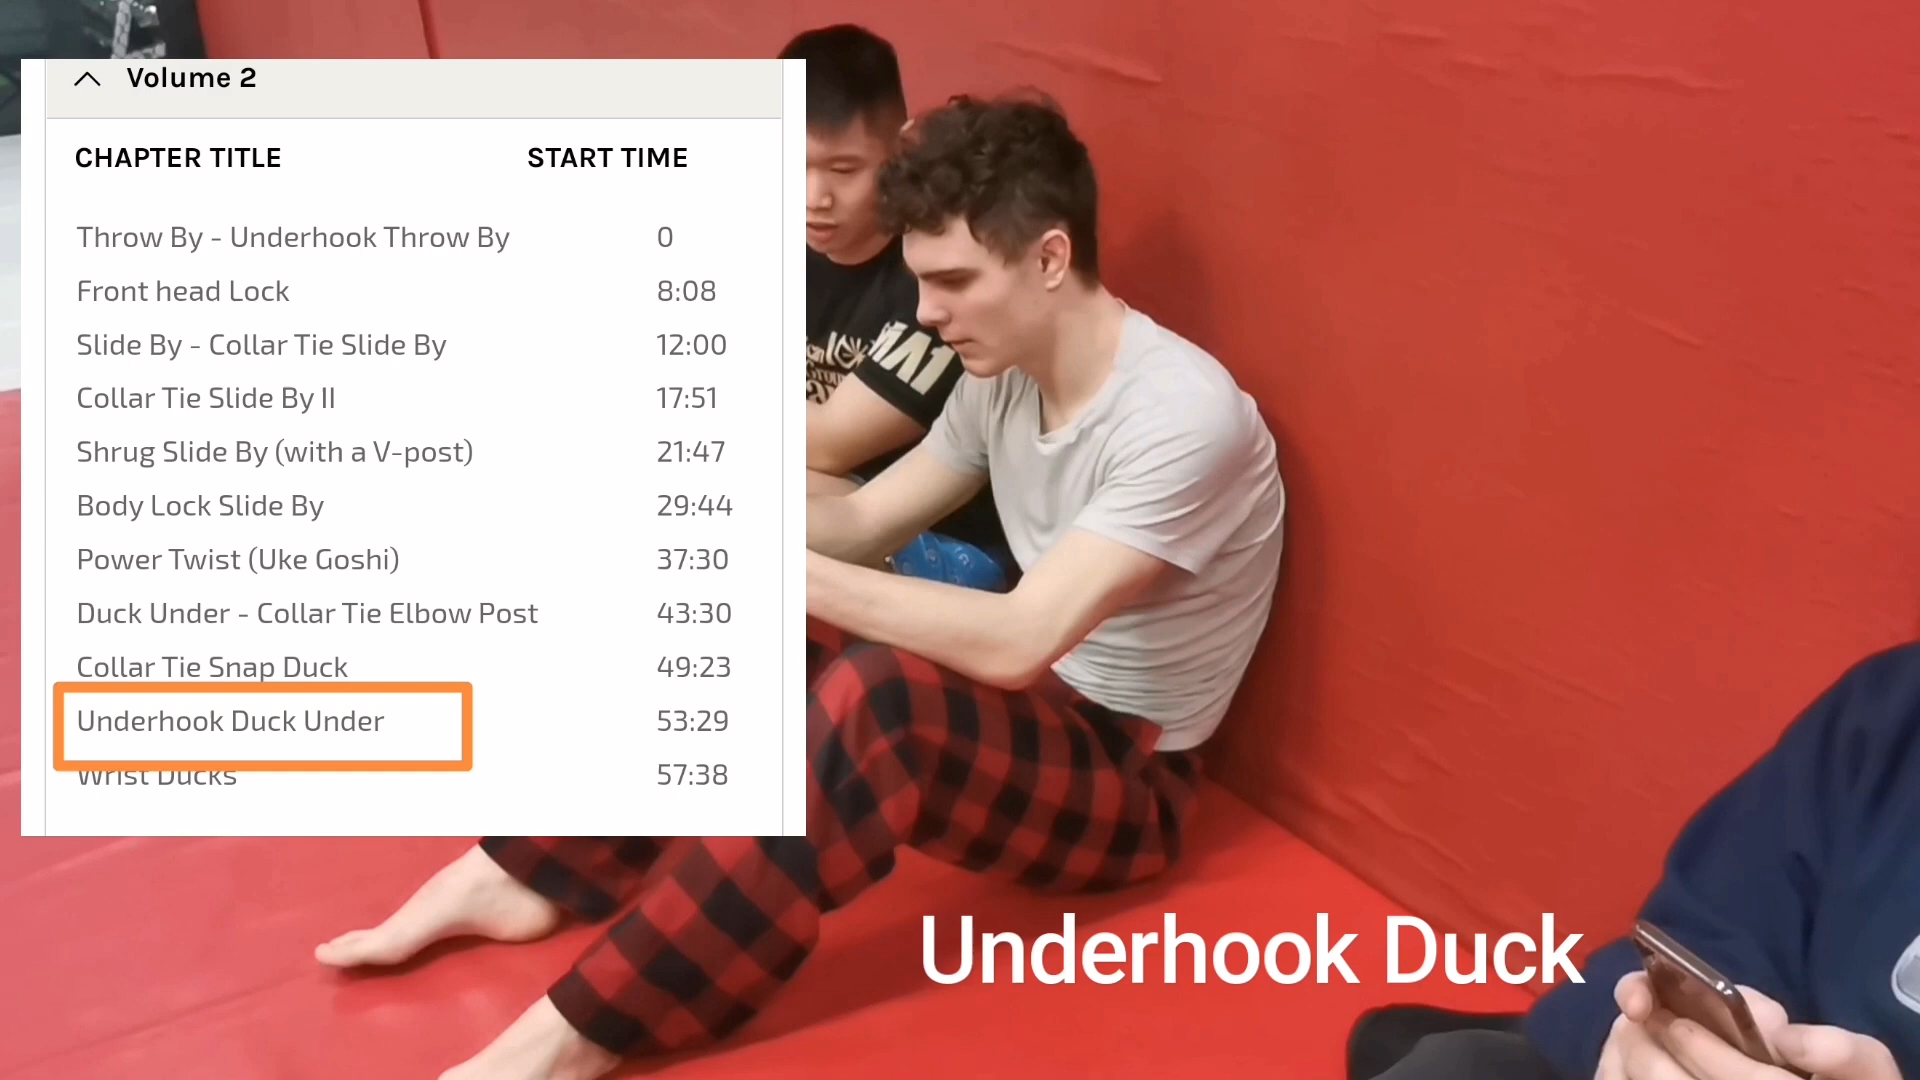 Volume 2
CHAPTER TITLE START TIME
Throw By - Underhook Throw By 0
Front head Lock 8:08
Slide By - Collar Tie Slide By 12:00
Collar Tie Slide By II 17:51
Shrug Slide By (with a V-post) 21:47
Body Lock Slide By 29:44
Power Twist (Uke Goshi) 37:30
Duck Under - Collar Tie Elbow Post 43:30
Collar Tie Snap Duck 49:23
Underhook Duck Under 53:29
Wrist Ducks 57:38
Underhook Duck